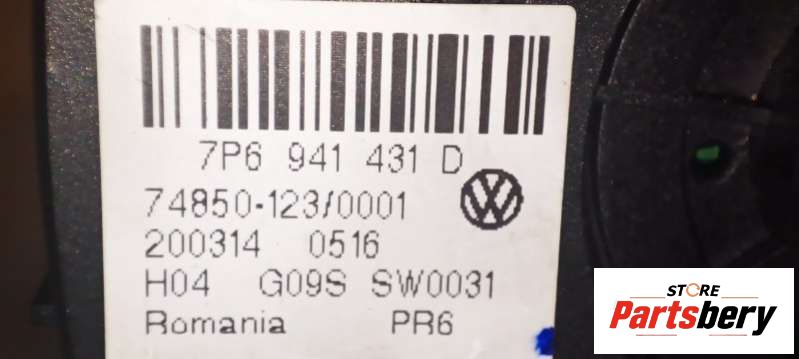 7P6 941 431 D
74850-123/0001
200314 0516
H04 G09S SW0031
Romania PR6
STORE
Partsbery